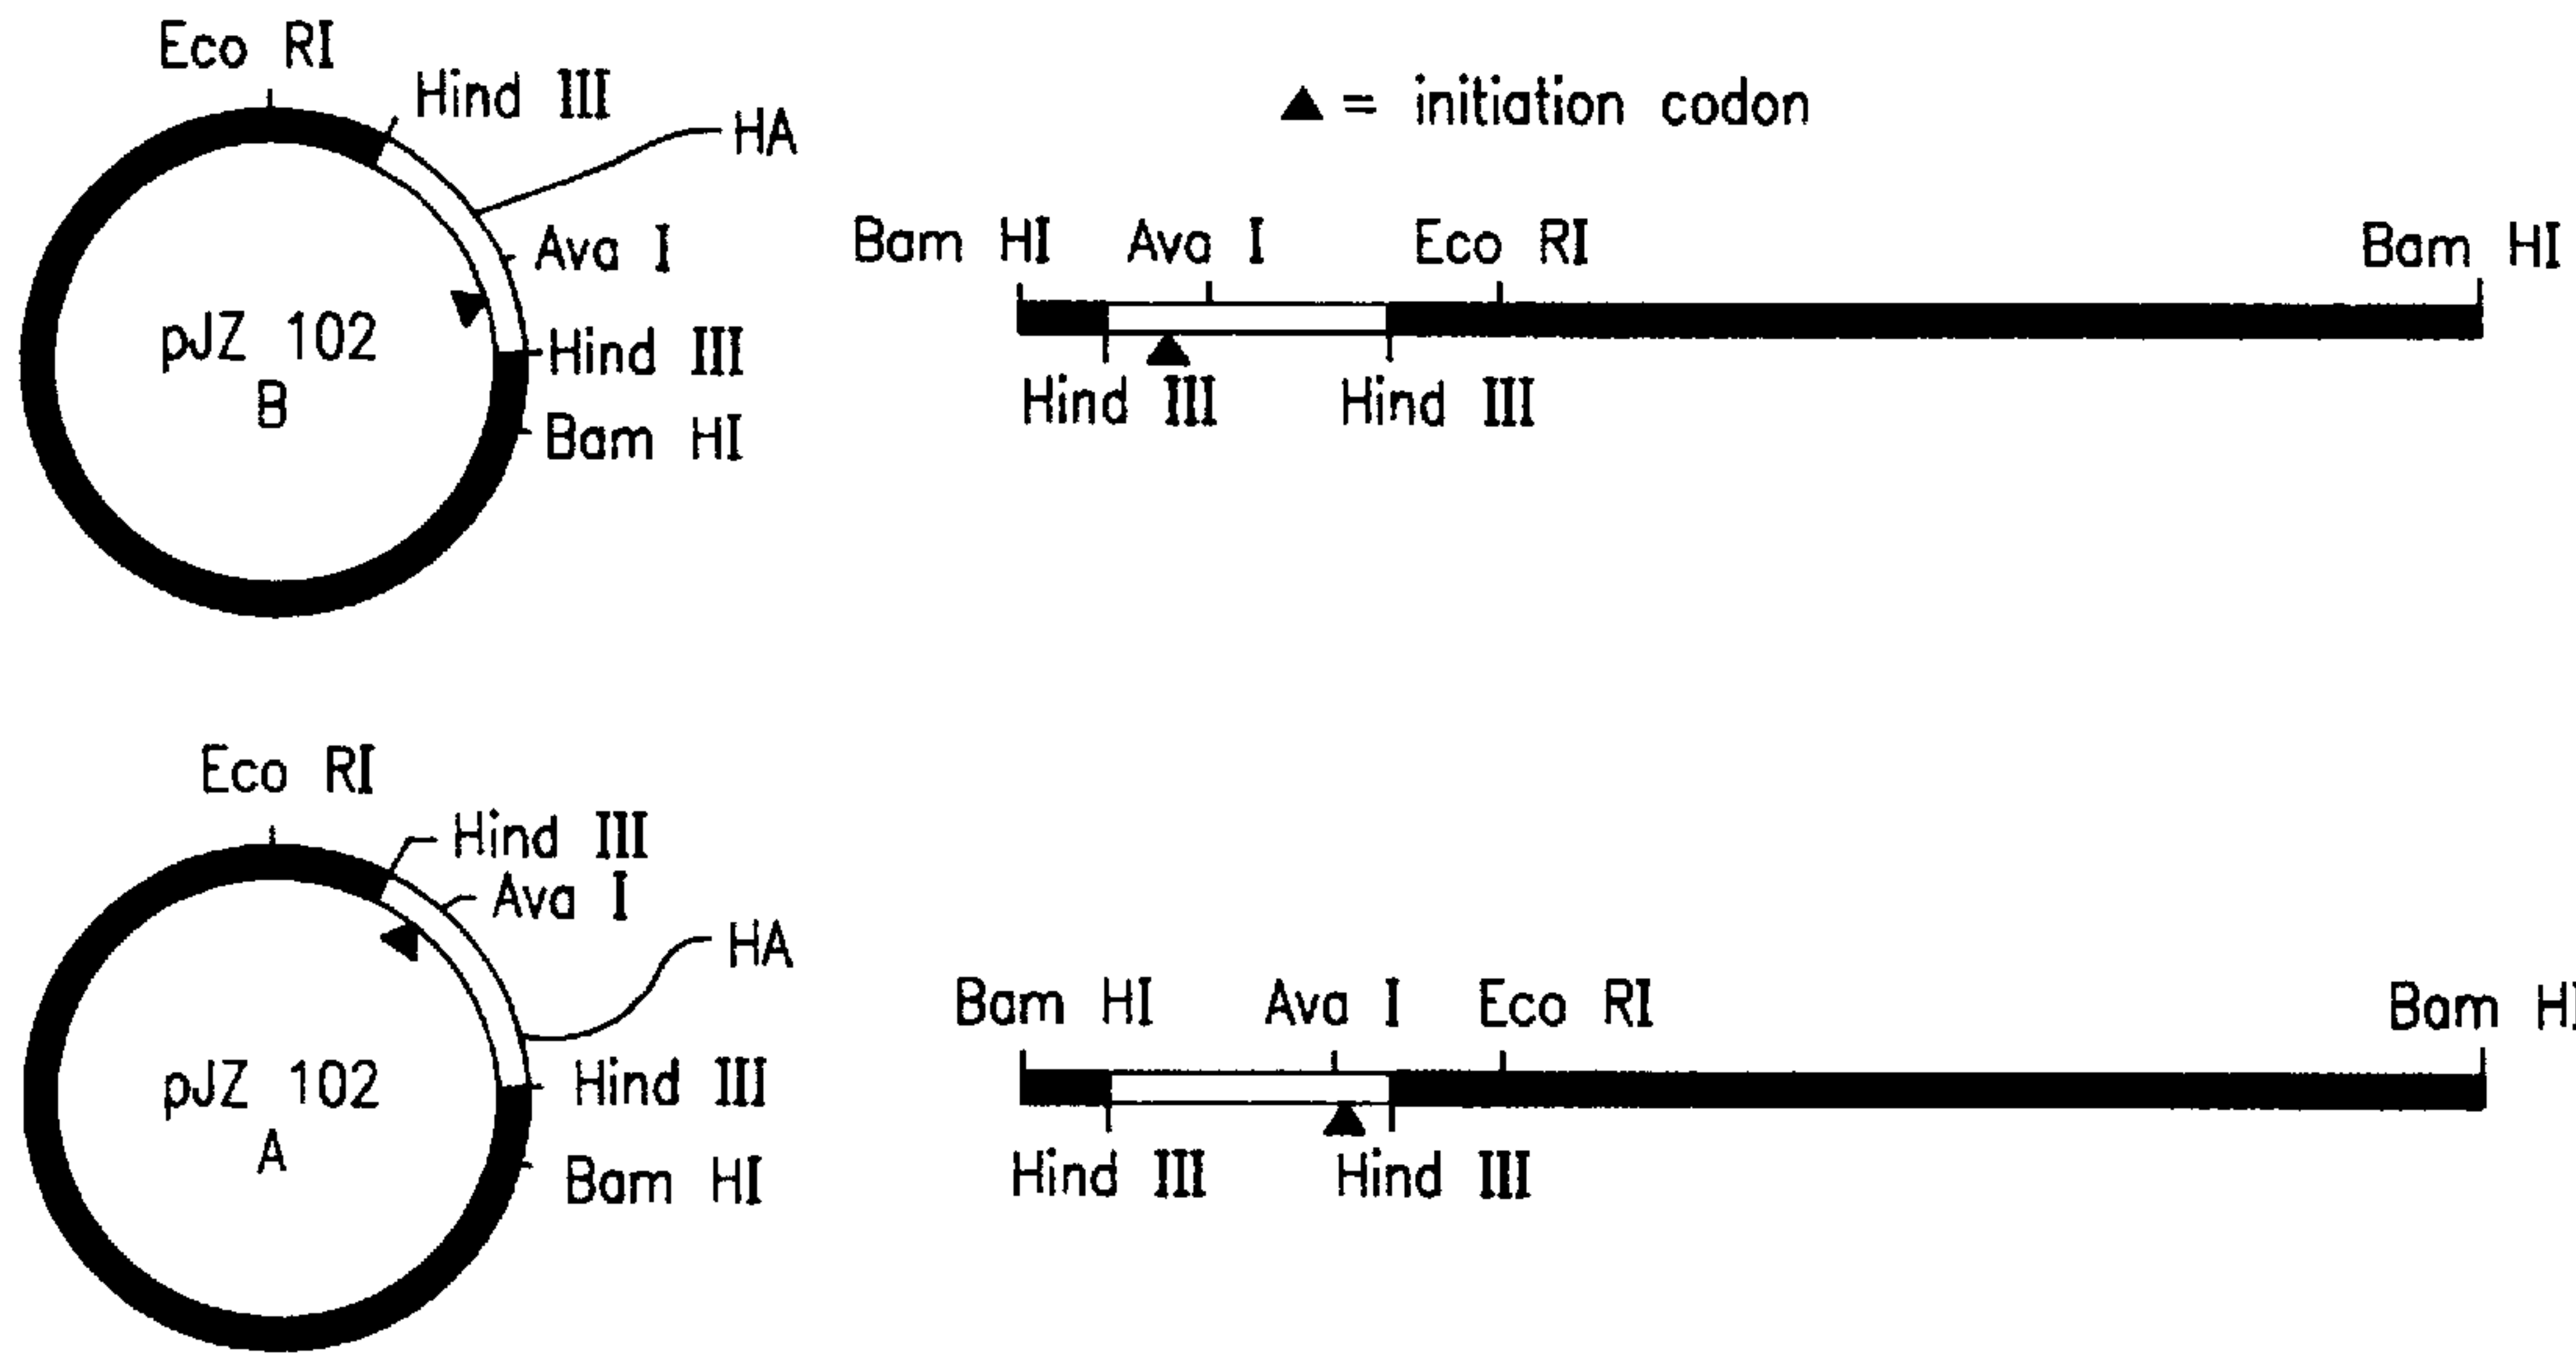 Eco RI
Hind III
HA
Ava I
pJZ 102
B
Hind III
Bam HI
▲ = initiation codon
Bam HI Ava I Eco RI Bam HI
Hind III Hind III
Eco RI
Hind III
Ava I
HA
pJZ 102
A
Hind III
Bam HI
Bam HI Ava I Eco RI Bam HI
Hind III Hind III